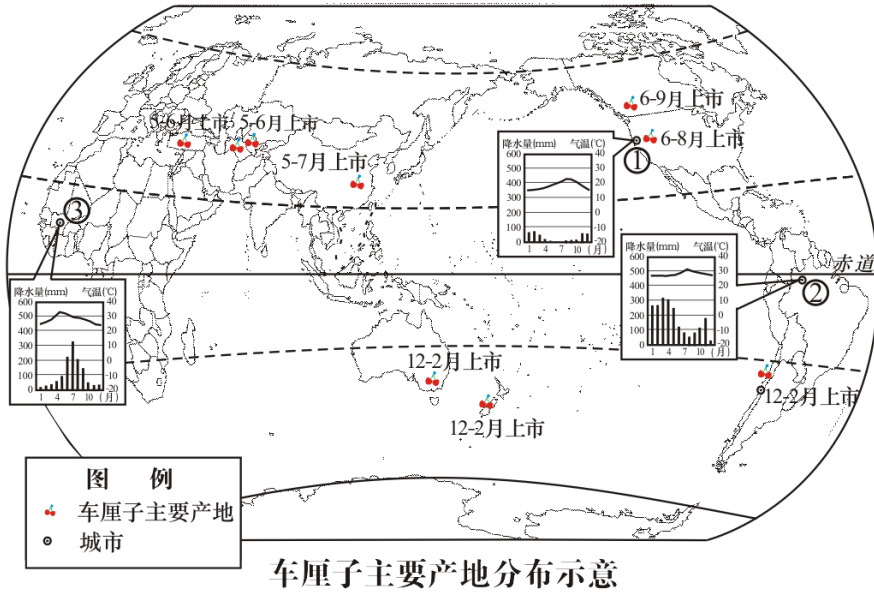 5-6月上市
5-6月上市
5-7月上市
6-9月上市
6-8月上市
①
降水量(mm) 气温(℃)
600 40
500 30
400 20
300 10
200 0
100 -10
0 -20
1 4 7 10 (月)
③
赤道
②
降水量(mm) 气温(℃)
600 40
500 30
400 20
300 10
200 0
100 -10
0 -20
1 4 7 10 (月)
降水量(mm) 气温(℃)
600 40
500 30
400 20
300 10
200 0
100 -10
0 -20
1 4 7 10 (月)
12-2月上市
12-2月上市
12-2月上市
图 例
车厘子主要产地
城市
车厘子主要产地分布示意